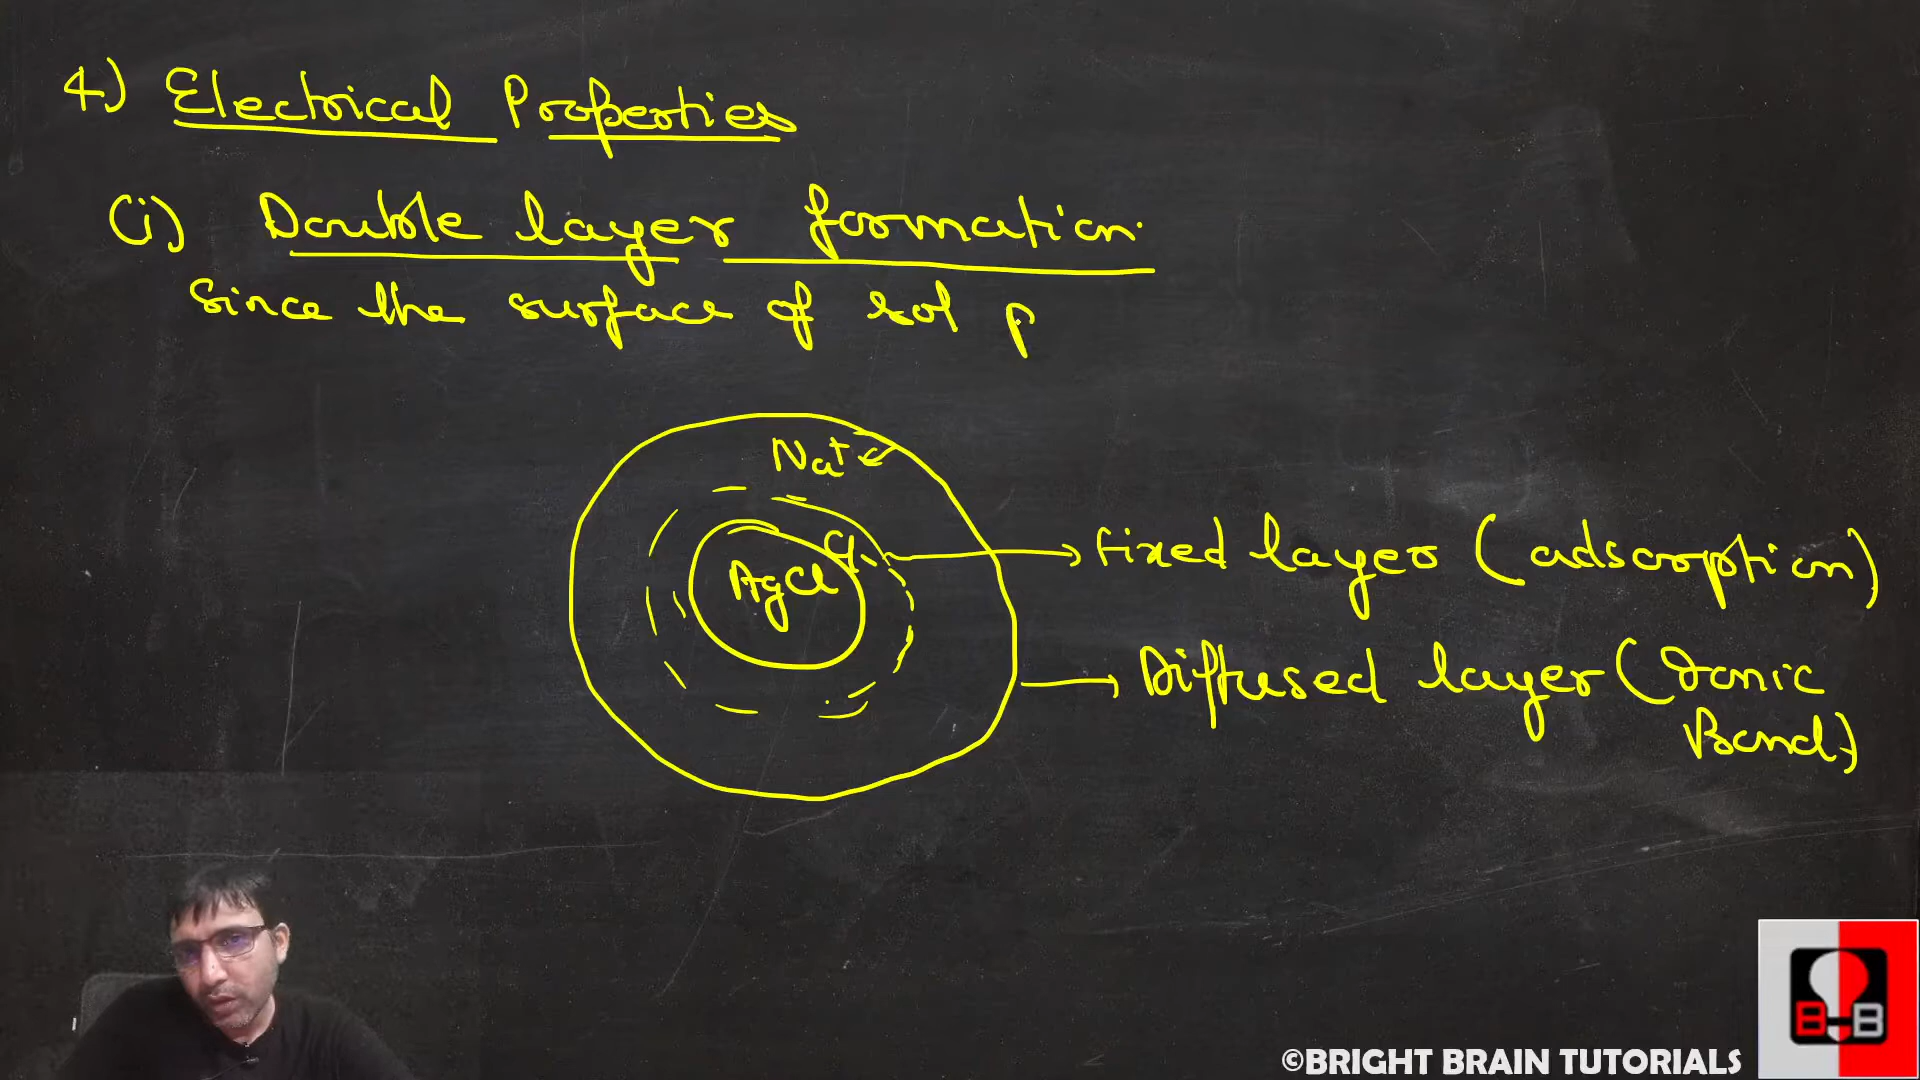 4) Electrical Properties
(i) Double layer formation.
Since the surface of sol p
Na+
Cl-
AgCl
fixed layer (adsorption)
Diffused layer (Ionic
Bond)
B B
©BRIGHT BRAIN TUTORIALS